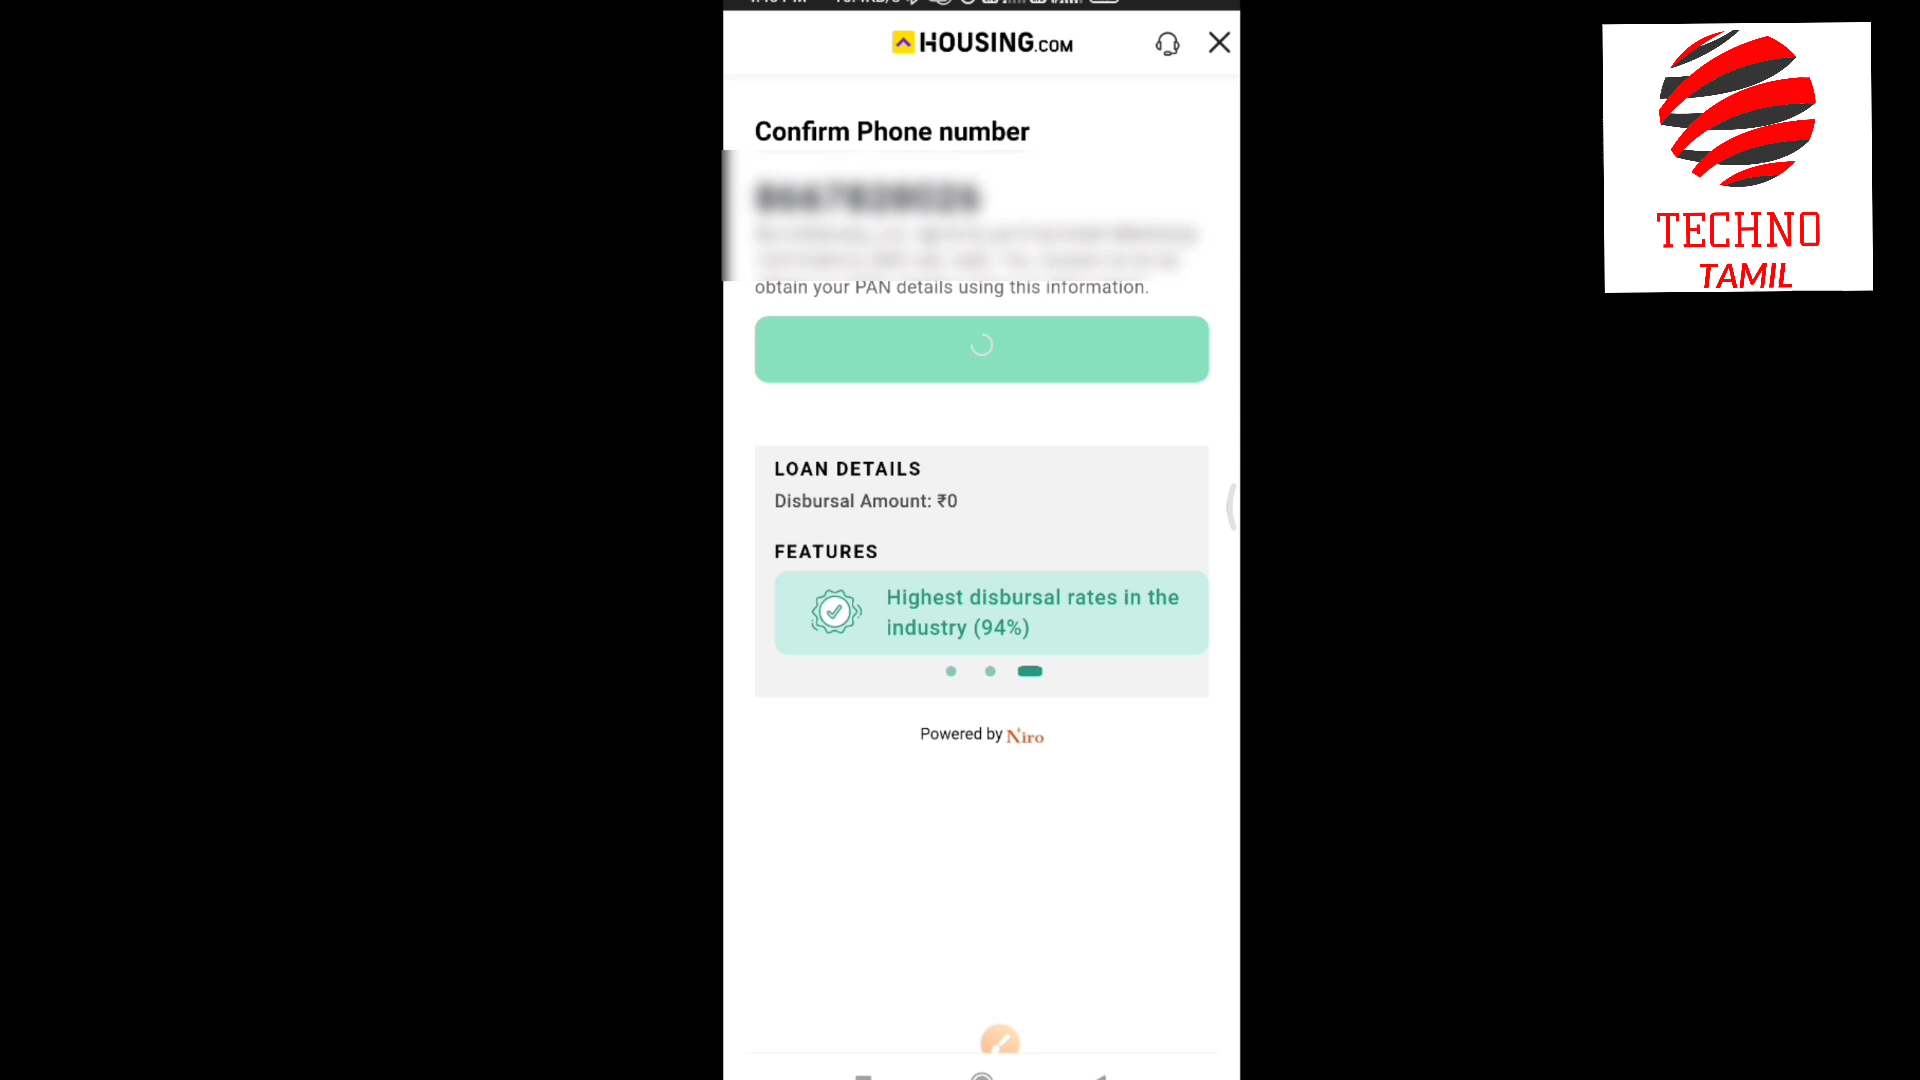 HOUSING.COM
Confirm Phone number
obtain your PAN details using this information.
LOAN DETAILS
Disbursal Amount: ₹0
FEATURES
Highest disbursal rates in the
industry (94%)
Powered by Niro
TECHNO
TAMIL